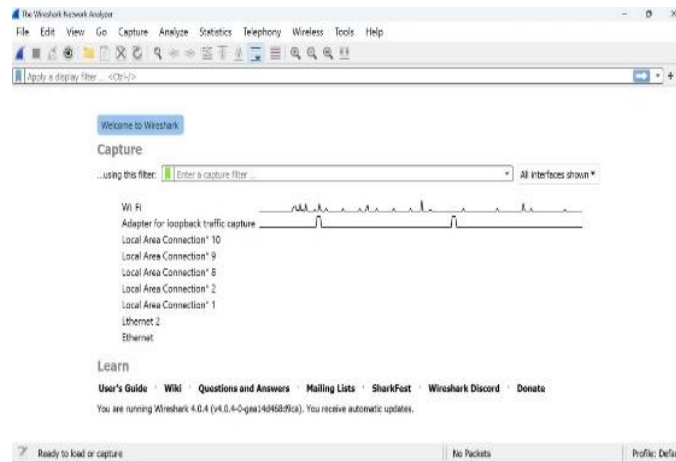 The Wireshark Network Analyzer
File Edit View Go Capture Analyze Statistics Telephony Wireless Tools Help
Apply a display filter ... <Ctrl-/>
Welcome to Wireshark
Capture
...using this filter: Enter a capture filter ... All interfaces shown
Wi-Fi
Adapter for loopback traffic capture
Local Area Connection* 10
Local Area Connection* 9
Local Area Connection* 8
Local Area Connection* 2
Local Area Connection* 1
Ethernet 2
Ethernet
Learn
User's Guide · Wiki · Questions and Answers · Mailing Lists · SharkFest · Wireshark Discord · Donate
You are running Wireshark 4.0.4 (v4.0.4-0-gea14d468d9ca). You receive automatic updates.
Ready to load or capture No Packets Profile: Defa